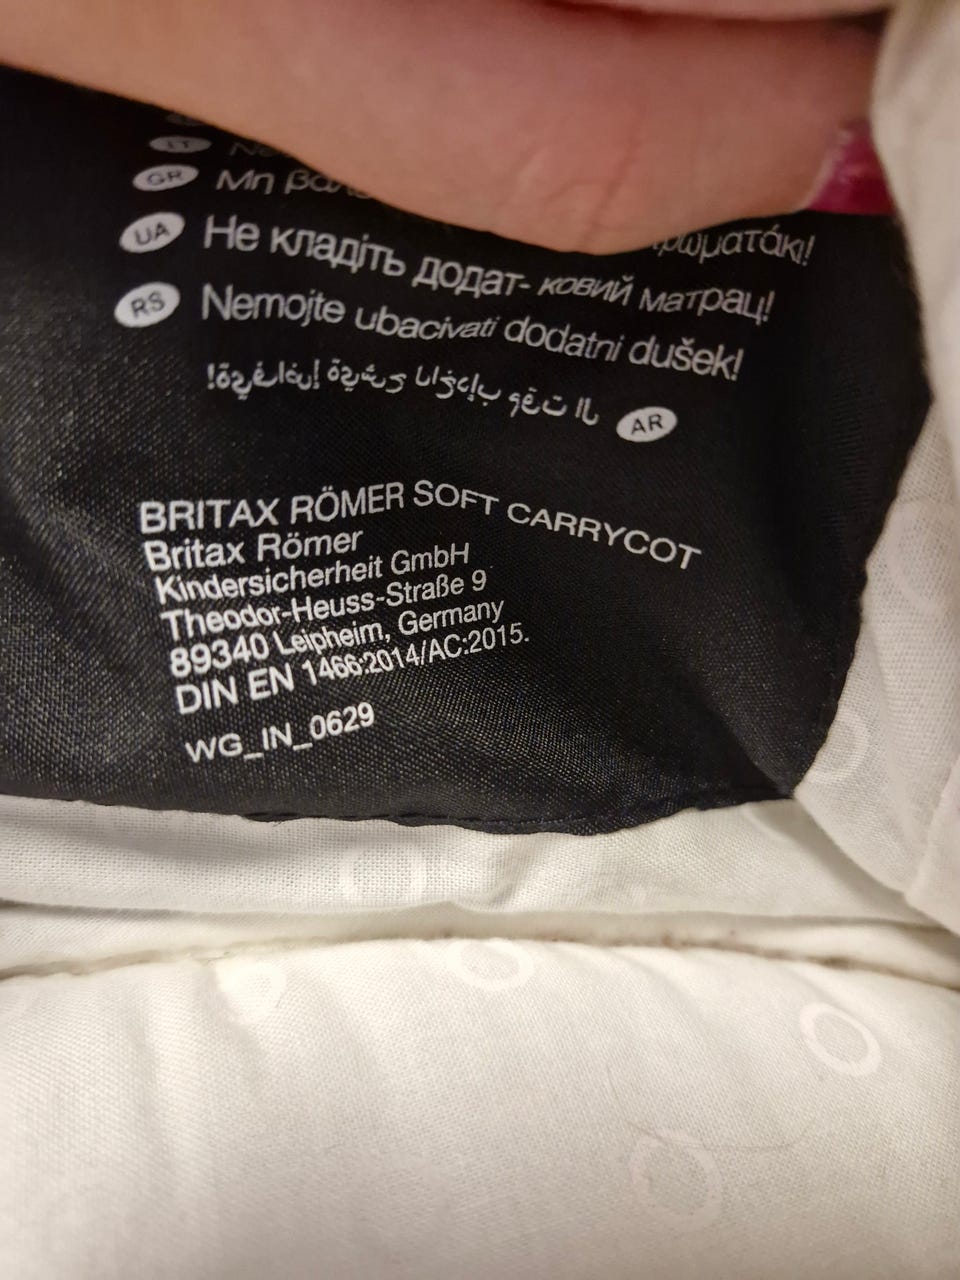 IT
GR Μη
UA Не кладіть додат- ковий матрац!
RS Nemojte ubacivati dodatni dušek!
AR
BRITAX RÖMER SOFT CARRYCOT
Britax Römer
Kindersicherheit GmbH
Theodor-Heuss-Straße 9
89340 Leipheim, Germany
DIN EN 1466:2014/AC:2015.
WG_IN_0629